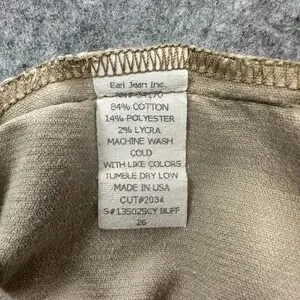 Earl Jean Inc.
84% COTTON
14% POLYESTER
2% LYCRA
MACHINE WASH
COLD
WITH LIKE COLORS
TUMBLE DRY LOW
MADE IN USA
CUT#2034
BUFF
26